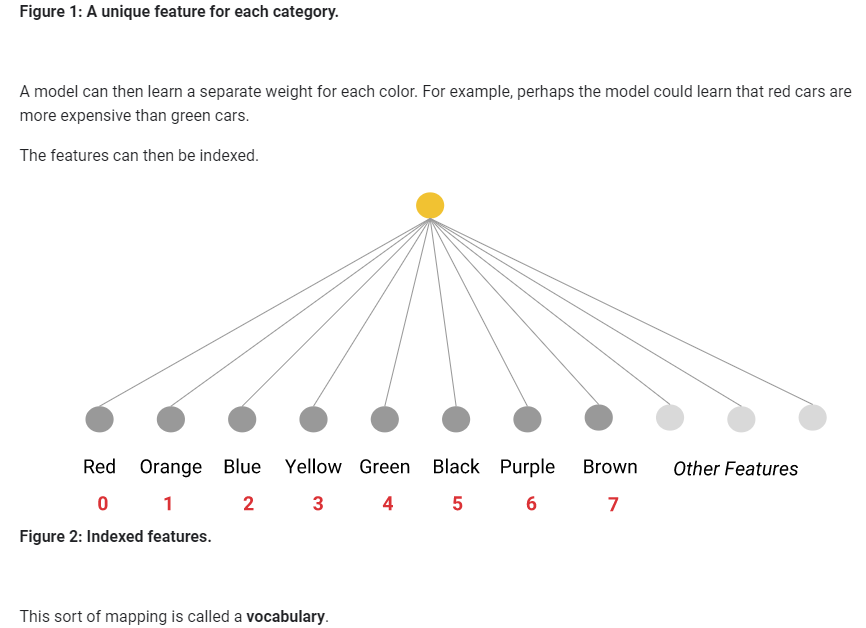 Figure 1: A unique feature for each category.
A model can then learn a separate weight for each color. For example, perhaps the model could learn that red cars are
more expensive than green cars.
The features can then be indexed.
Red Orange Blue Yellow Green Black Purple Brown Other Features
0 1 2 3 4 5 6 7
Figure 2: Indexed features.
This sort of mapping is called a vocabulary.